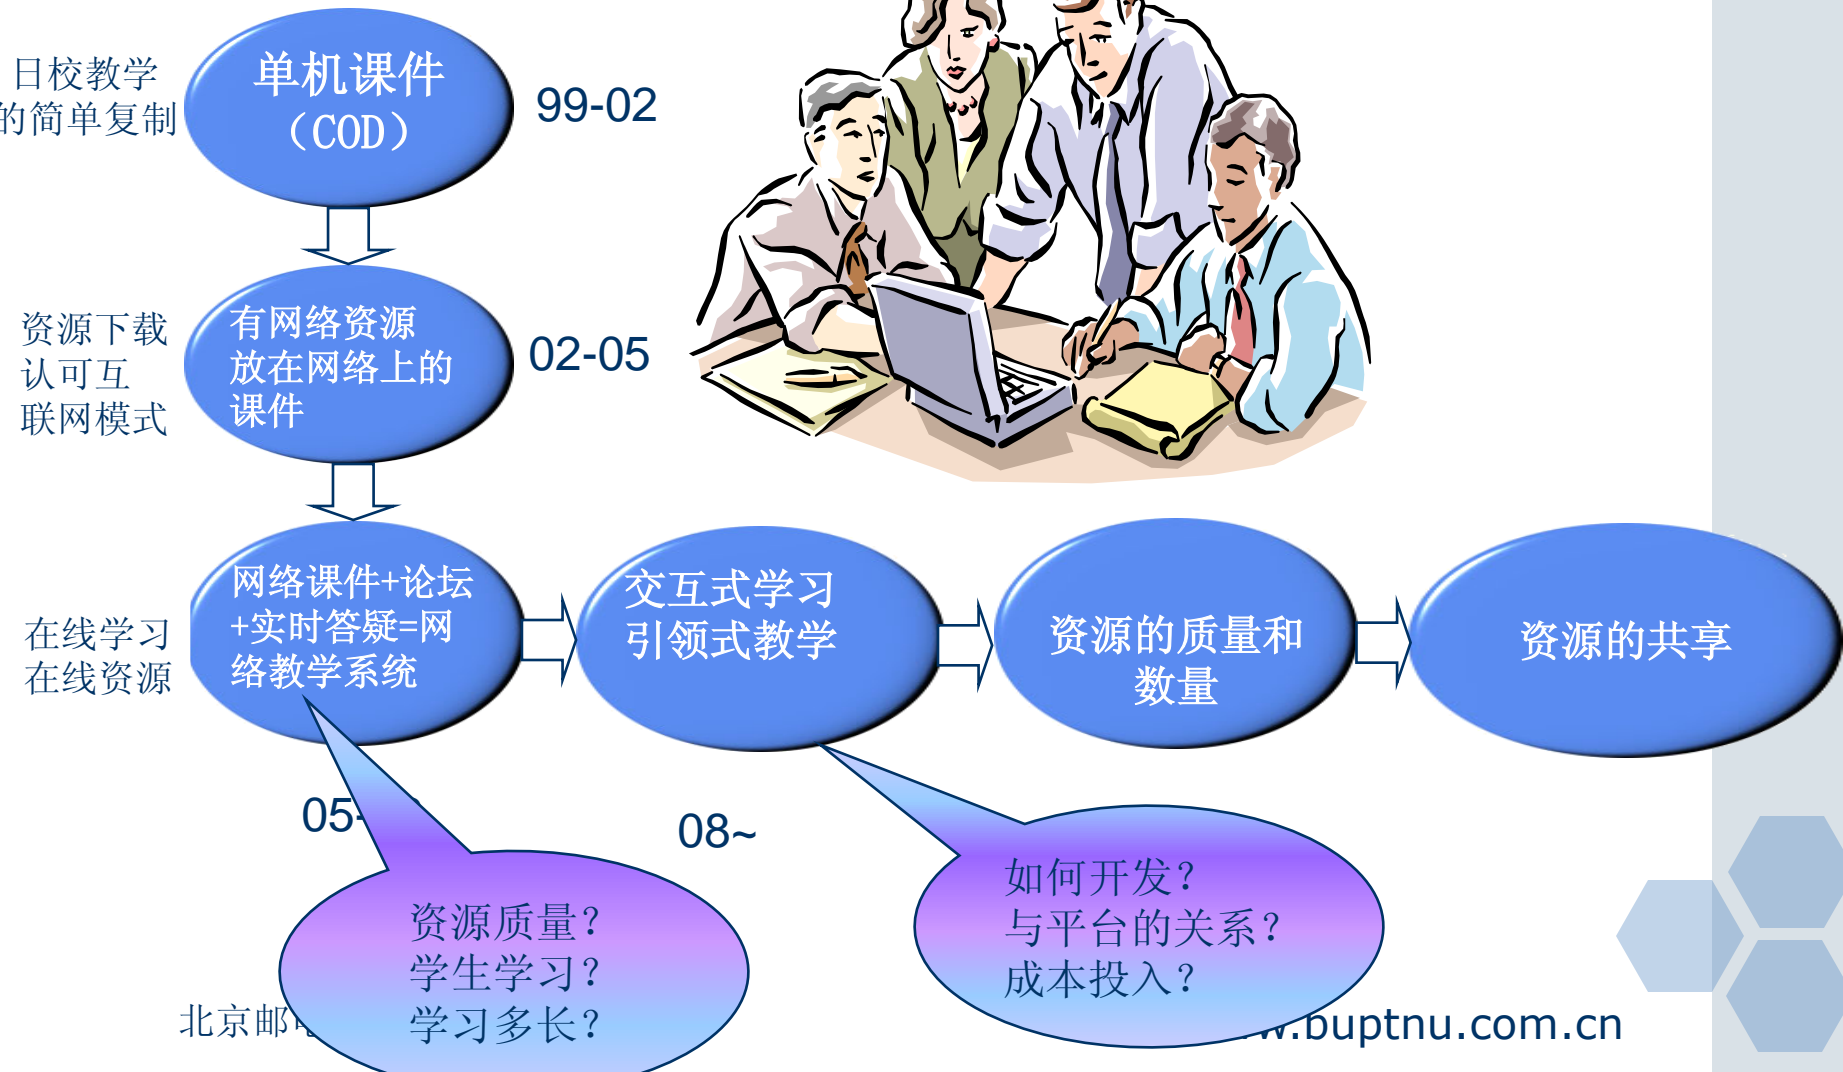 日校教学
的简单复制
单机课件
（COD）
99-02
资源下载
认可互
联网模式
有网络资源
放在网络上的
课件
02-05
在线学习
在线资源
网络课件+论坛
+实时答疑=网
络教学系统
交互式学习
引领式教学
资源的质量和
数量
资源的共享
05-
08~
资源质量？
学生学习？
学习多长？
如何开发？
与平台的关系？
成本投入？
北京邮
.buptnu.com.cn